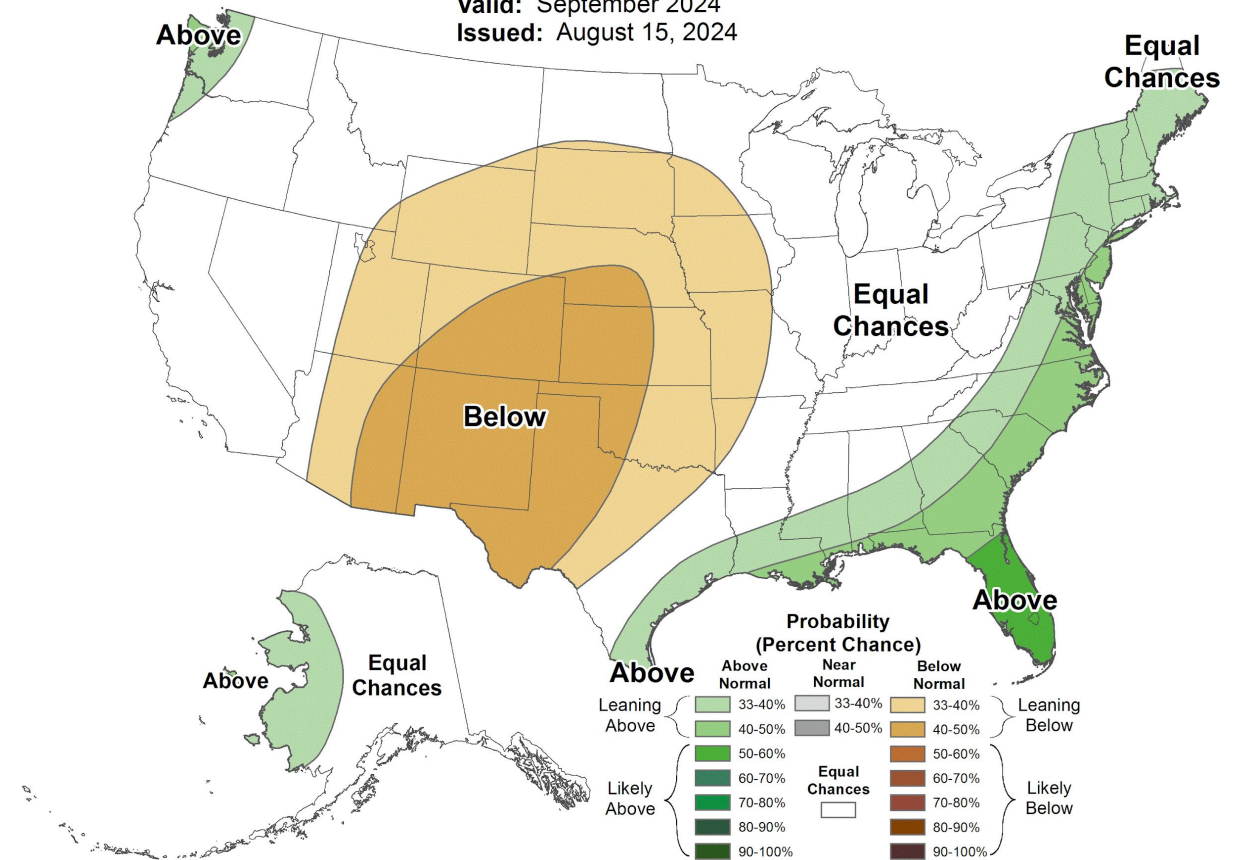 Valid: September 2024
Issued: August 15, 2024
Above
Equal
Chances
Equal
Chances
Below
Above
Above
Above
Equal
Chances
Probability
(Percent Chance)
Above
Normal
Near
Normal
Below
Normal
Leaning
Above
33-40%
33-40%
33-40%
Leaning
Below
40-50%
40-50%
40-50%
Likely
Above
50-60%
50-60%
60-70%
60-70%
70-80%
70-80%
80-90%
80-90%
90-100%
90-100%
Equal
Chances
Likely
Below